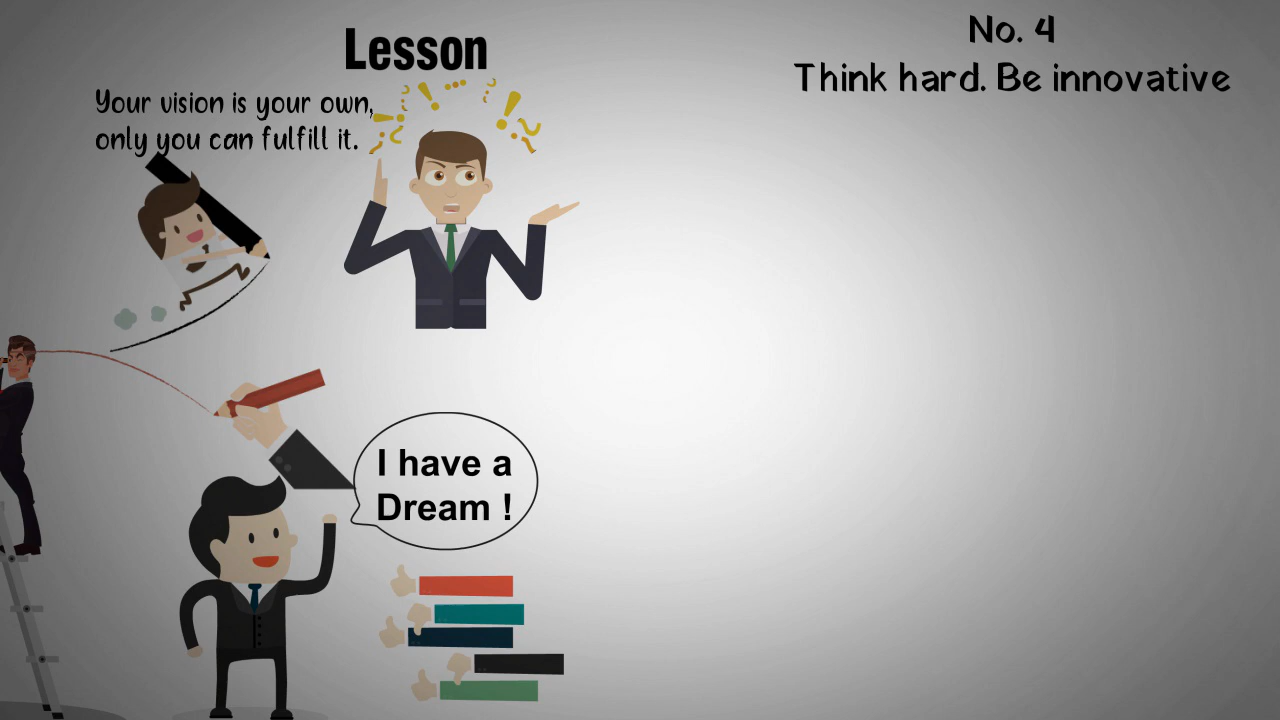 Lesson
Your vision is your own,
only you can fulfill it.
I have a
Dream !
No. 4
Think hard. Be innovative